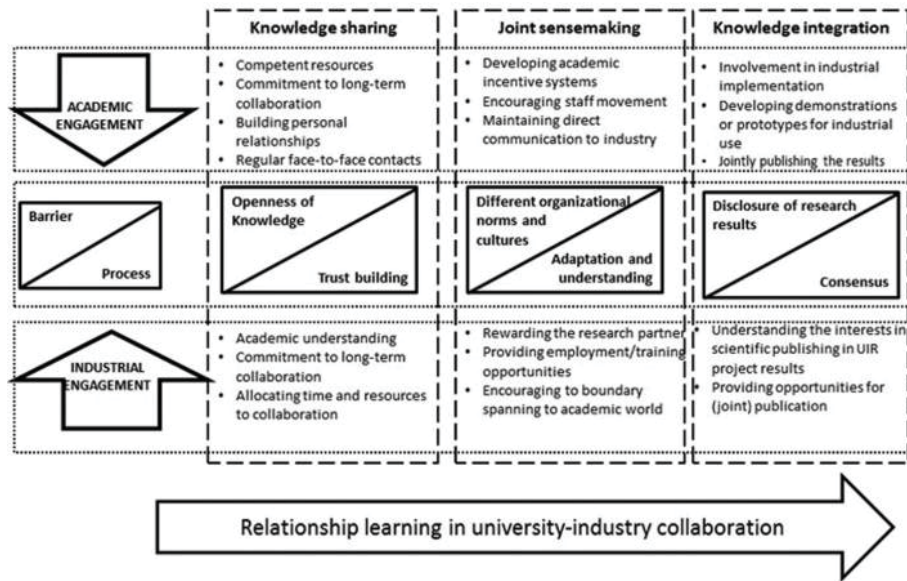 Knowledge sharing
Joint sensemaking
Knowledge integration
ACADEMIC
ENGAGEMENT
• Competent resources
• Commitment to long-term
collaboration
• Building personal
relationships
• Regular face-to-face contacts
• Developing academic
incentive systems
• Encouraging staff movement
• Maintaining direct
communication to industry
• Involvement in industrial
implementation
• Developing demonstrations
or prototypes for industrial
use
• Jointly publishing the results
Barrier
Process
Openness of
Knowledge
Trust building
Different organizational
norms and
cultures
Adaptation and
understanding
Disclosure of research
results
Consensus
INDUSTRIAL
ENGAGEMENT
• Academic understanding
• Commitment to long-term
collaboration
• Allocating time and resources
to collaboration
• Rewarding the research partner
• Providing employment/training
opportunities
• Encouraging to boundary
spanning to academic world
• Understanding the interests in
scientific publishing in UIR
project results
• Providing opportunities for
(joint) publication
Relationship learning in university-industry collaboration